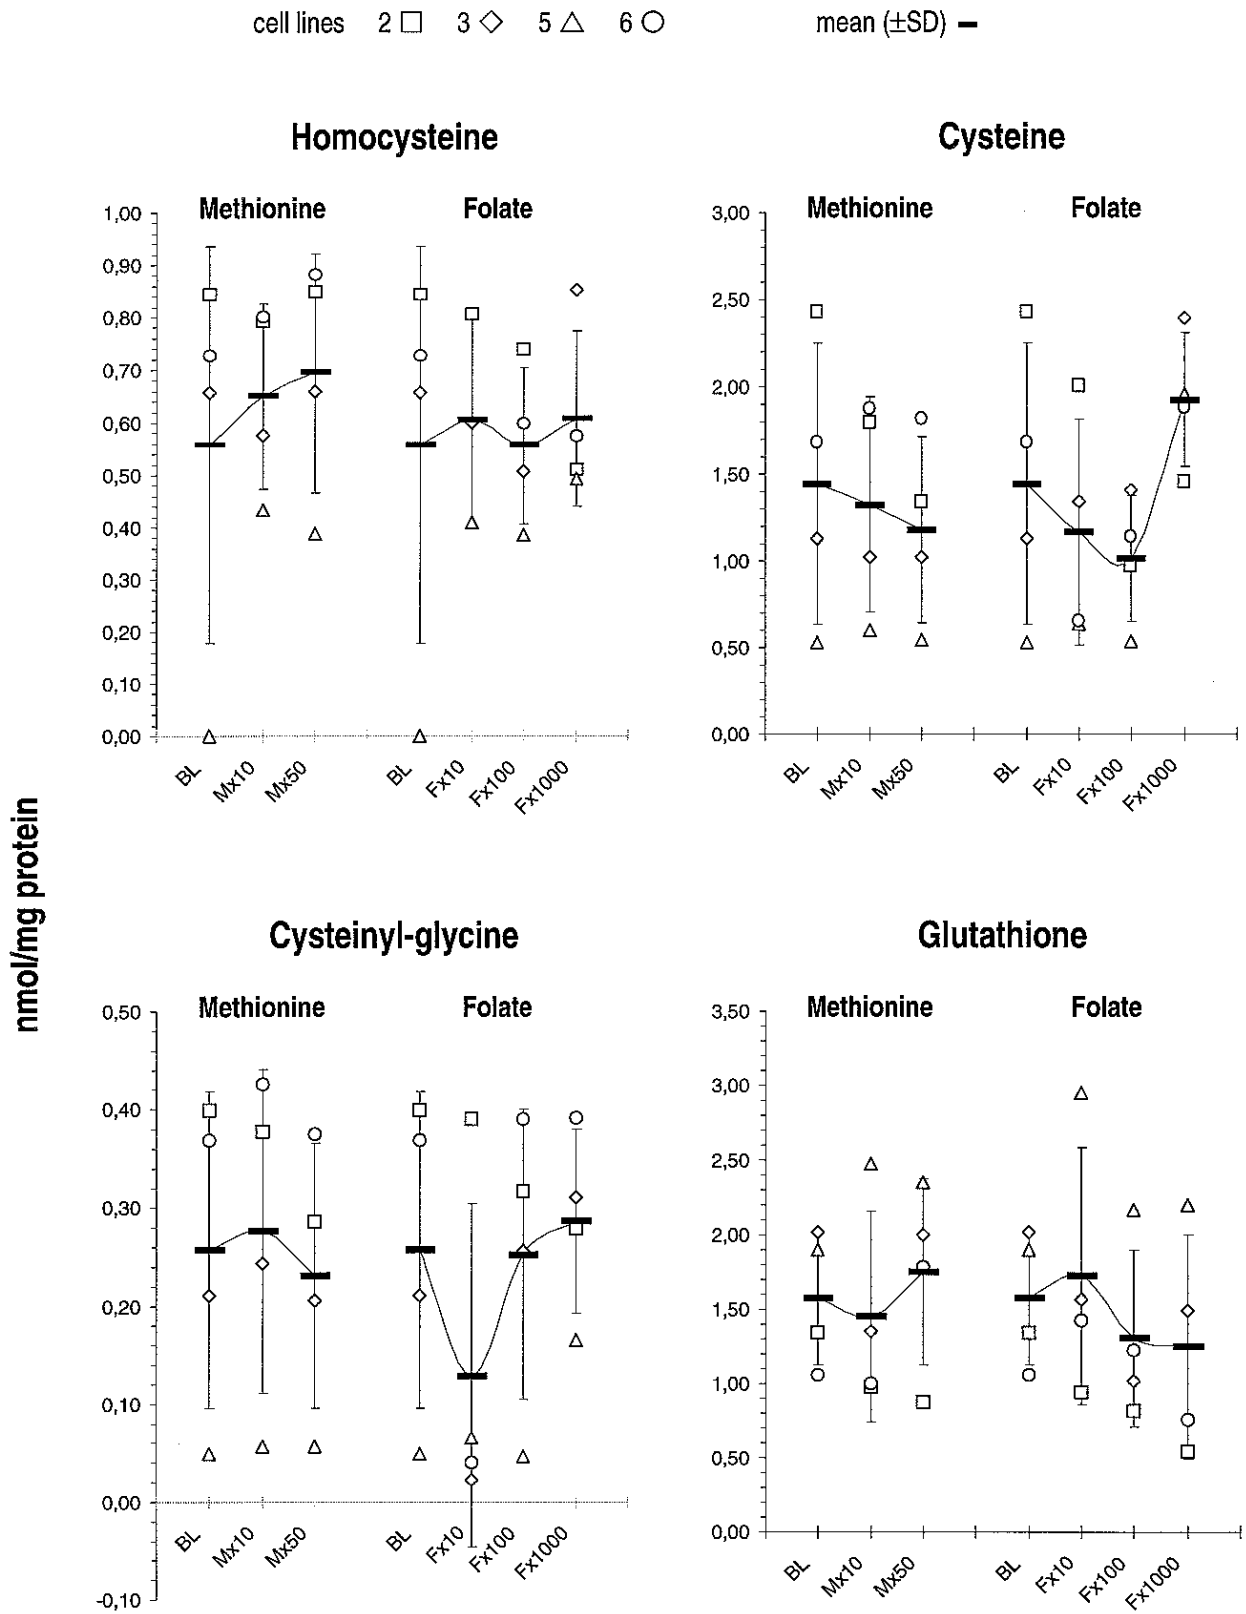 cell lines 2 □ 3 ◇ 5 △ 6 ○ mean (±SD) –
Homocysteine
Methionine Folate
1,00
0,90
0,80
0,70
0,60
0,50
0,40
0,30
0,20
0,10
0,00
BL Mx10 Mx50 BL Fx10 Fx100 Fx1000
Cysteine
Methionine Folate
3,00
2,50
2,00
1,50
1,00
0,50
0,00
BL Mx10 Mx50 BL Fx10 Fx100 Fx1000
nmol/mg protein
Cysteinyl-glycine
Methionine Folate
0,50
0,40
0,30
0,20
0,10
0,00
-0,10
BL Mx10 Mx50 BL Fx10 Fx100 Fx1000
Glutathione
Methionine Folate
3,50
3,00
2,50
2,00
1,50
1,00
0,50
0,00
BL Mx10 Mx50 BL Fx10 Fx100 Fx1000